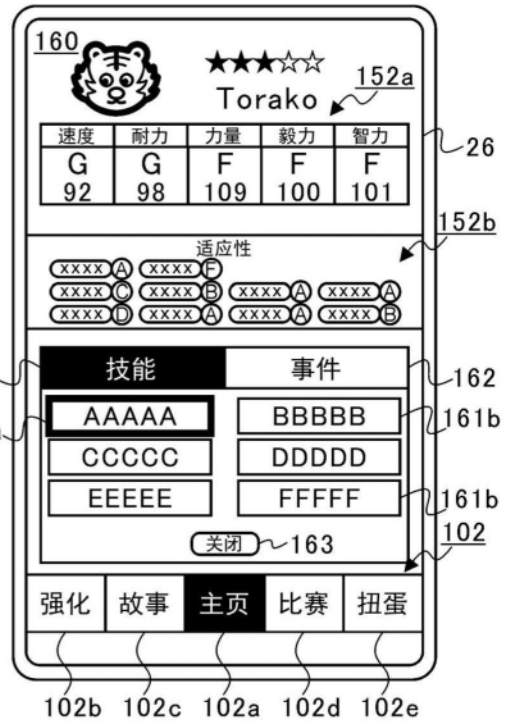 160
★★★☆☆
Torako
152a
速度 耐力 力量 毅力 智力
G G F F F
92 98 109 100 101
26
152b
适应性
xxxx A xxxx F
xxxx C xxxx B xxxx A xxxx A
xxxx D xxxx A xxxx A xxxx B
技能 事件
162
AAAAA BBBBB
161b
CCCCC DDDDD
EEEEE FFFFF
161b
关闭 163
102
强化 故事 主页 比赛 扭蛋
102b 102c 102a 102d 102e